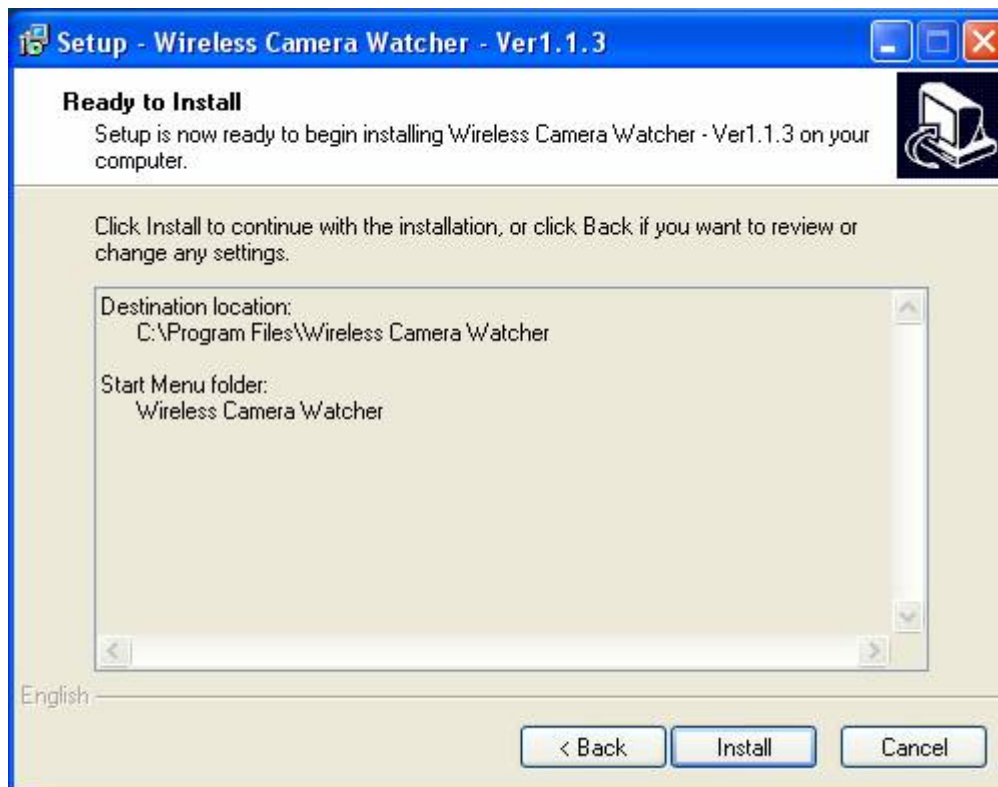 Setup - Wireless Camera Watcher - Ver1.1.3
Ready to Install
Setup is now ready to begin installing Wireless Camera Watcher - Ver1.1.3 on your
computer.
Click Install to continue with the installation, or click Back if you want to review or
change any settings.
Destination location:
C:\Program Files\Wireless Camera Watcher
Start Menu folder:
Wireless Camera Watcher
English
< Back
Install
Cancel